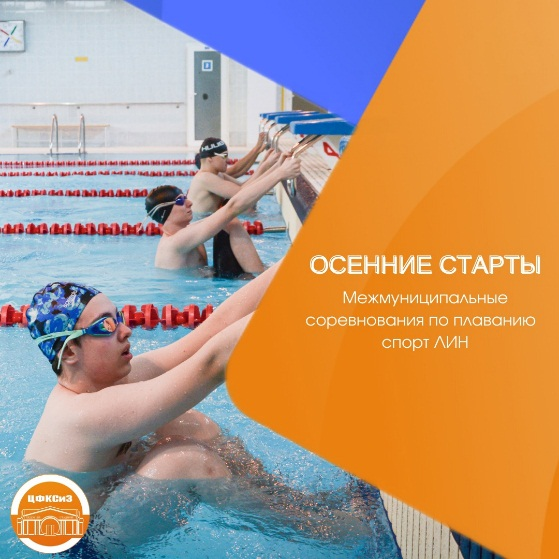 ОСЕННИЕ СТАРТЫ
Межмуниципальные
соревнования по плаванию
спорт ЛИН
ЦФКСиЗ